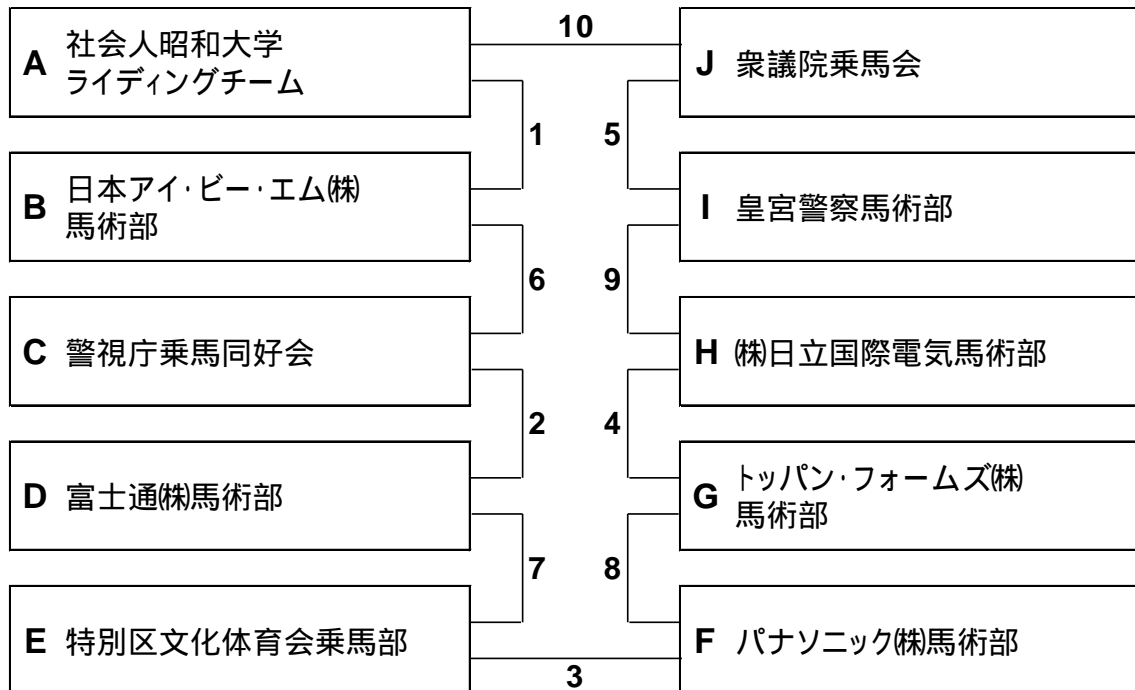 10
A 社会人昭和大学
ライディングチーム
J 衆議院乗馬会
1
5
B 日本アイ・ビー・エム㈱
馬術部
I 皇宮警察馬術部
6
9
C 警視庁乗馬同好会
H ㈱日立国際電気馬術部
2
4
D 富士通㈱馬術部
G トッパン・フォームズ㈱
馬術部
7
8
E 特別区文化体育会乗馬部
F パナソニック㈱馬術部
3